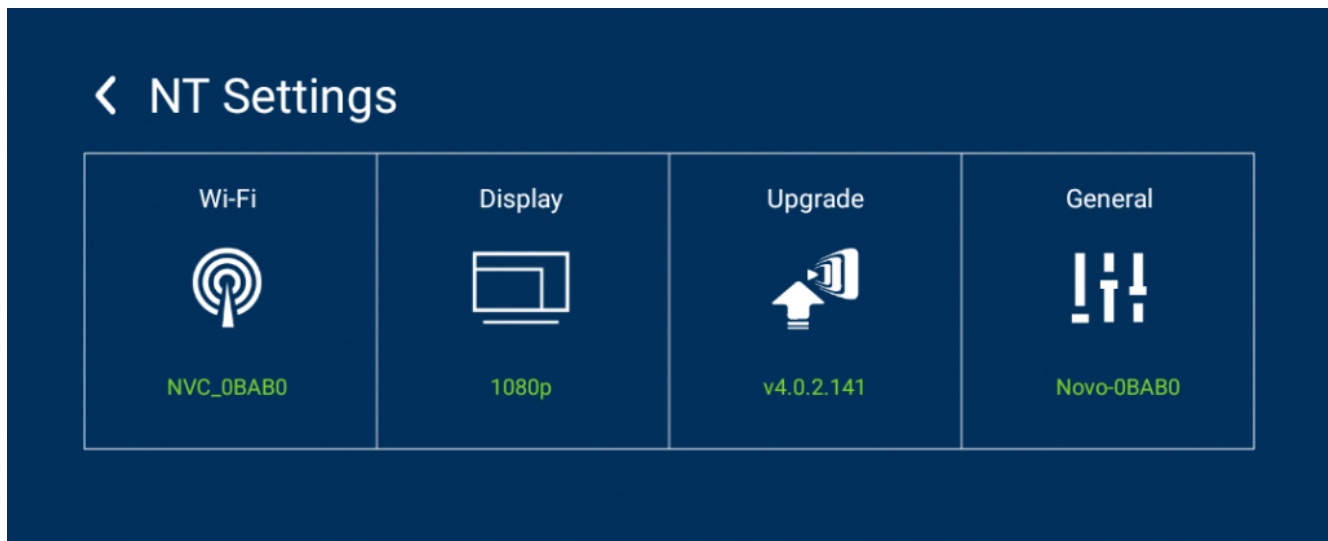 NT Settings
Wi-Fi
Display
Upgrade
General
NVC_0BAB0
1080p
v4.0.2.141
Novo-0BAB0